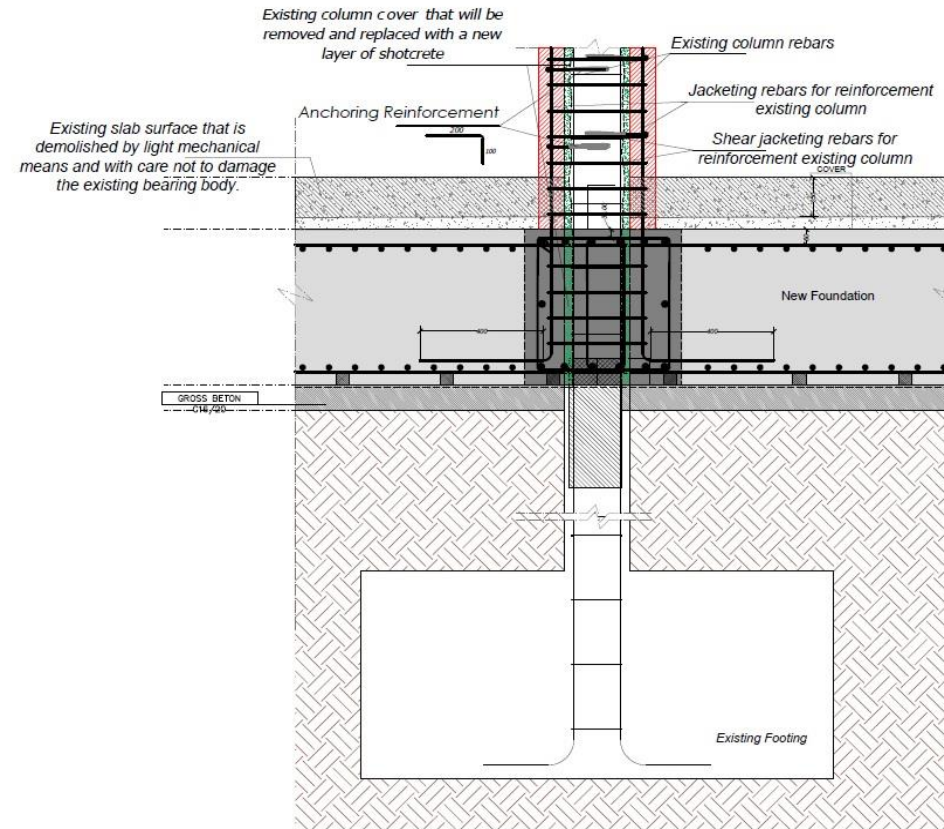 Existing column cover that will be
removed and replaced with a new
layer of shotcrete
Existing column rebars
Anchoring Reinforcement
200
100
Jacketing rebars for reinforcement
existing column
Existing slab surface that is
demolished by light mechanical
means and with care not to damage
the existing bearing body.
Shear jacketing rebars for
reinforcement existing column
COVER
New Foundation
400
400
GROSS BETON
C16/20
Existing Footing